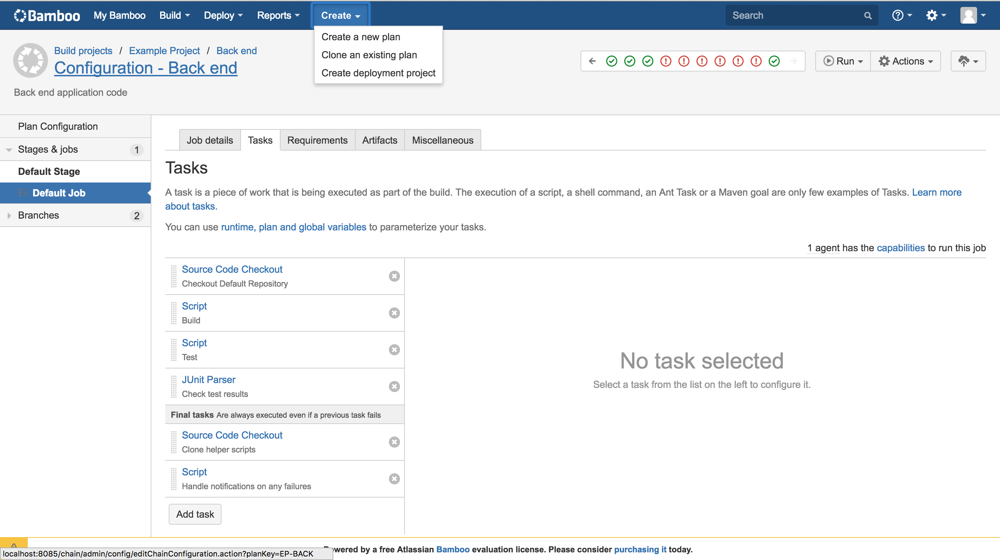 Bamboo My Bamboo Build Deploy Reports Create Search
Create a new plan
Clone an existing plan
Create deployment project
Build projects / Example Project / Back end
Configuration - Back end
Run Actions
Back end application code
Plan Configuration
Stages & jobs 1
Default Stage
Default Job
Branches 2
Job details Tasks Requirements Artifacts Miscellaneous
Tasks
A task is a piece of work that is being executed as part of the build. The execution of a script, a shell command, an Ant Task or a Maven goal are only few examples of Tasks. Learn more
about tasks.
You can use runtime, plan and global variables to parameterize your tasks.
1 agent has the capabilities to run this job
Source Code Checkout
Checkout Default Repository
Script
Build
Script
Test
JUnit Parser
Check test results
Final tasks Are always executed even if a previous task fails
Source Code Checkout
Clone helper scripts
Script
Handle notifications on any failures
Add task
No task selected
Select a task from the list on the left to configure it.
Powered by a free Atlassian Bamboo evaluation license. Please consider purchasing it today.
localhost:8085/chain/admin/config/editChainConfiguration.action?planKey=EP-BACK